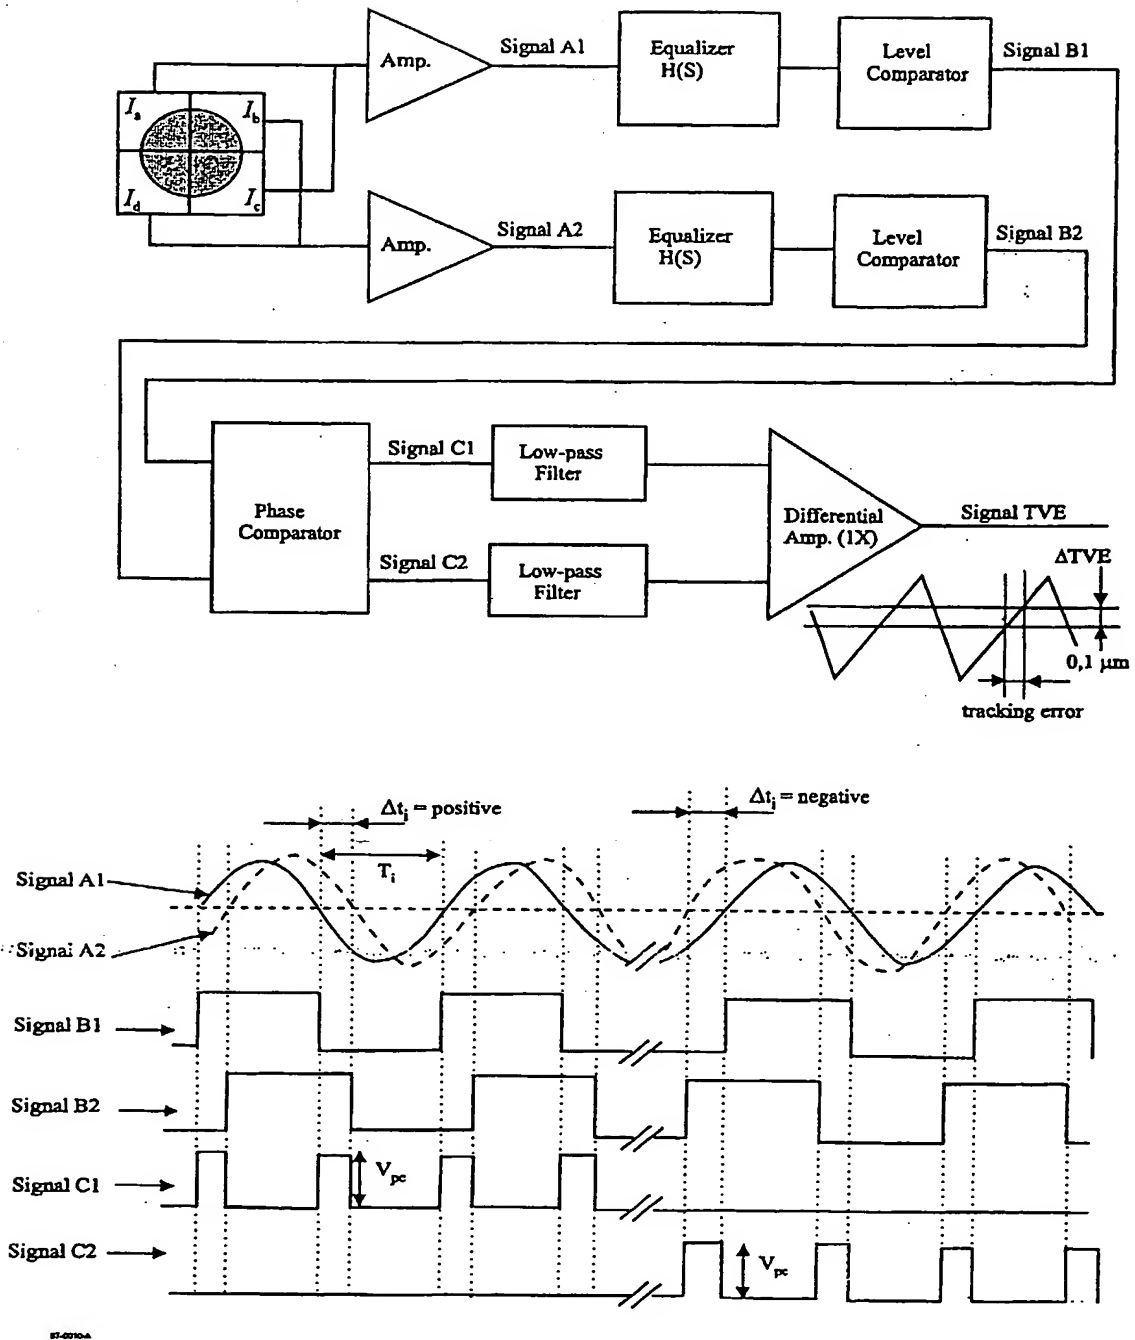 Amp.
Signal A1
Equalizer
H(S)
Level
Comparator
Signal B1
I_a
I_b
I_d
I_c
Amp.
Signal A2
Equalizer
H(S)
Level
Comparator
Signal B2
Phase
Comparator
Signal C1
Low-pass
Filter
Signal C2
Low-pass
Filter
Differential
Amp. (1X)
Signal TVE
ΔTVE
0,1 μm
tracking error
Δt_i = positive
Δt_i = negative
T_i
Signal A1
Signal A2
Signal B1
Signal B2
Signal C1
V_pc
Signal C2
V_pc
97-0010-A